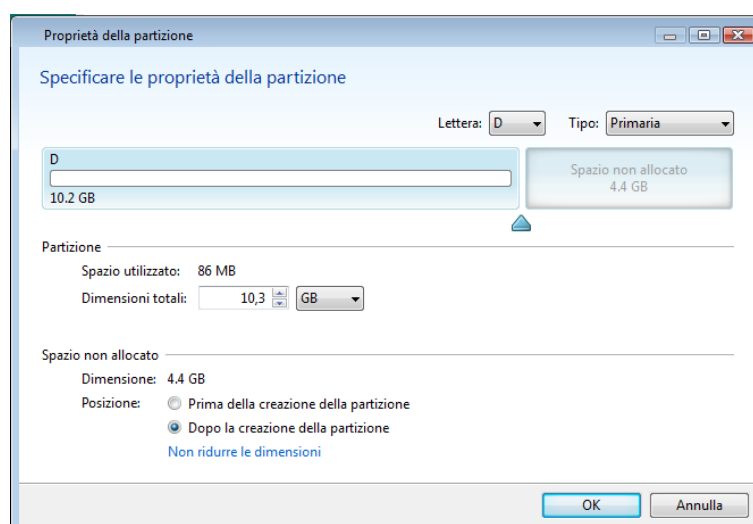 Proprietà della partizione
Specificare le proprietà della partizione
Lettera: D Tipo: Primaria
D
10.2 GB
Spazio non allocato
4.4 GB
Partizione
Spazio utilizzato: 86 MB
Dimensioni totali: 10,3 GB
Spazio non allocato
Dimensione: 4.4 GB
Posizione: Prima della creazione della partizione
Dopo la creazione della partizione
Non ridurre le dimensioni
OK Annulla